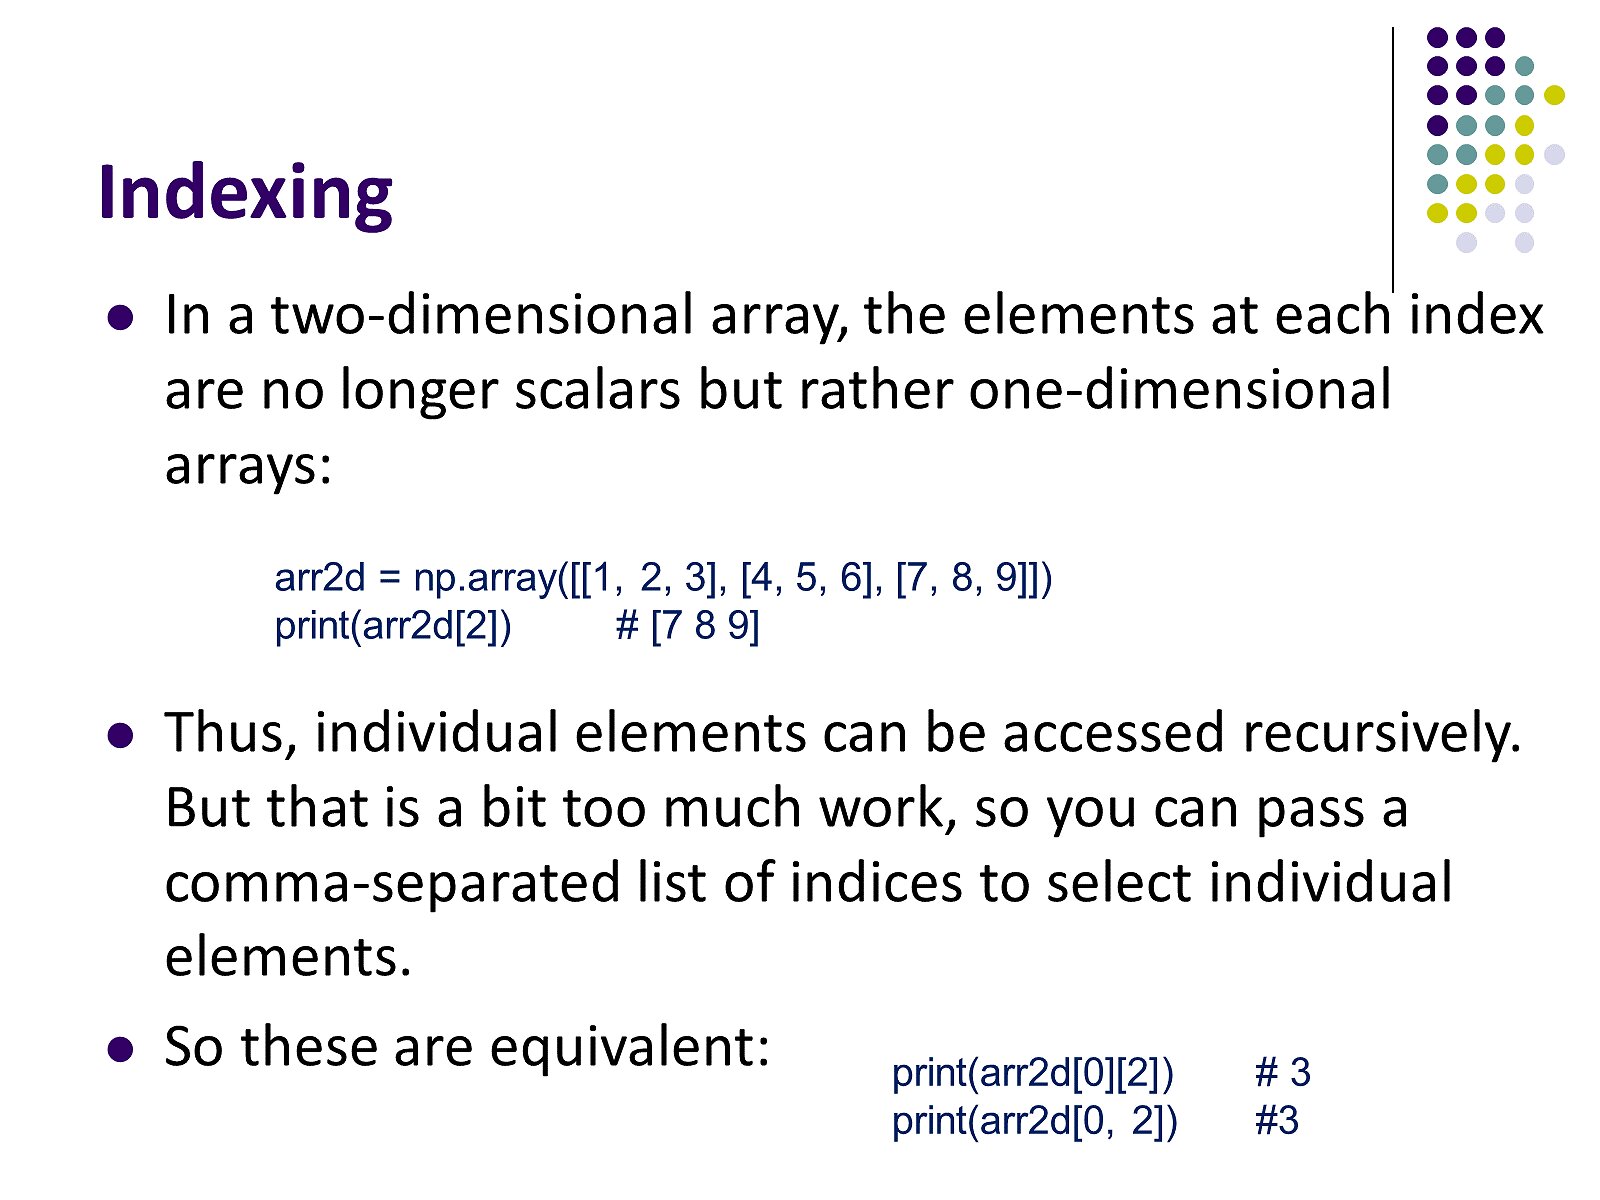 Indexing
In a two-dimensional array, the elements at each index
are no longer scalars but rather one-dimensional
arrays:
arr2d = np.array([[1, 2, 3], [4, 5, 6], [7, 8, 9]])
print(arr2d[2]) # [7 8 9]
Thus, individual elements can be accessed recursively.
But that is a bit too much work, so you can pass a
comma-separated list of indices to select individual
elements.
So these are equivalent:
print(arr2d[0][2]) # 3
print(arr2d[0, 2]) #3